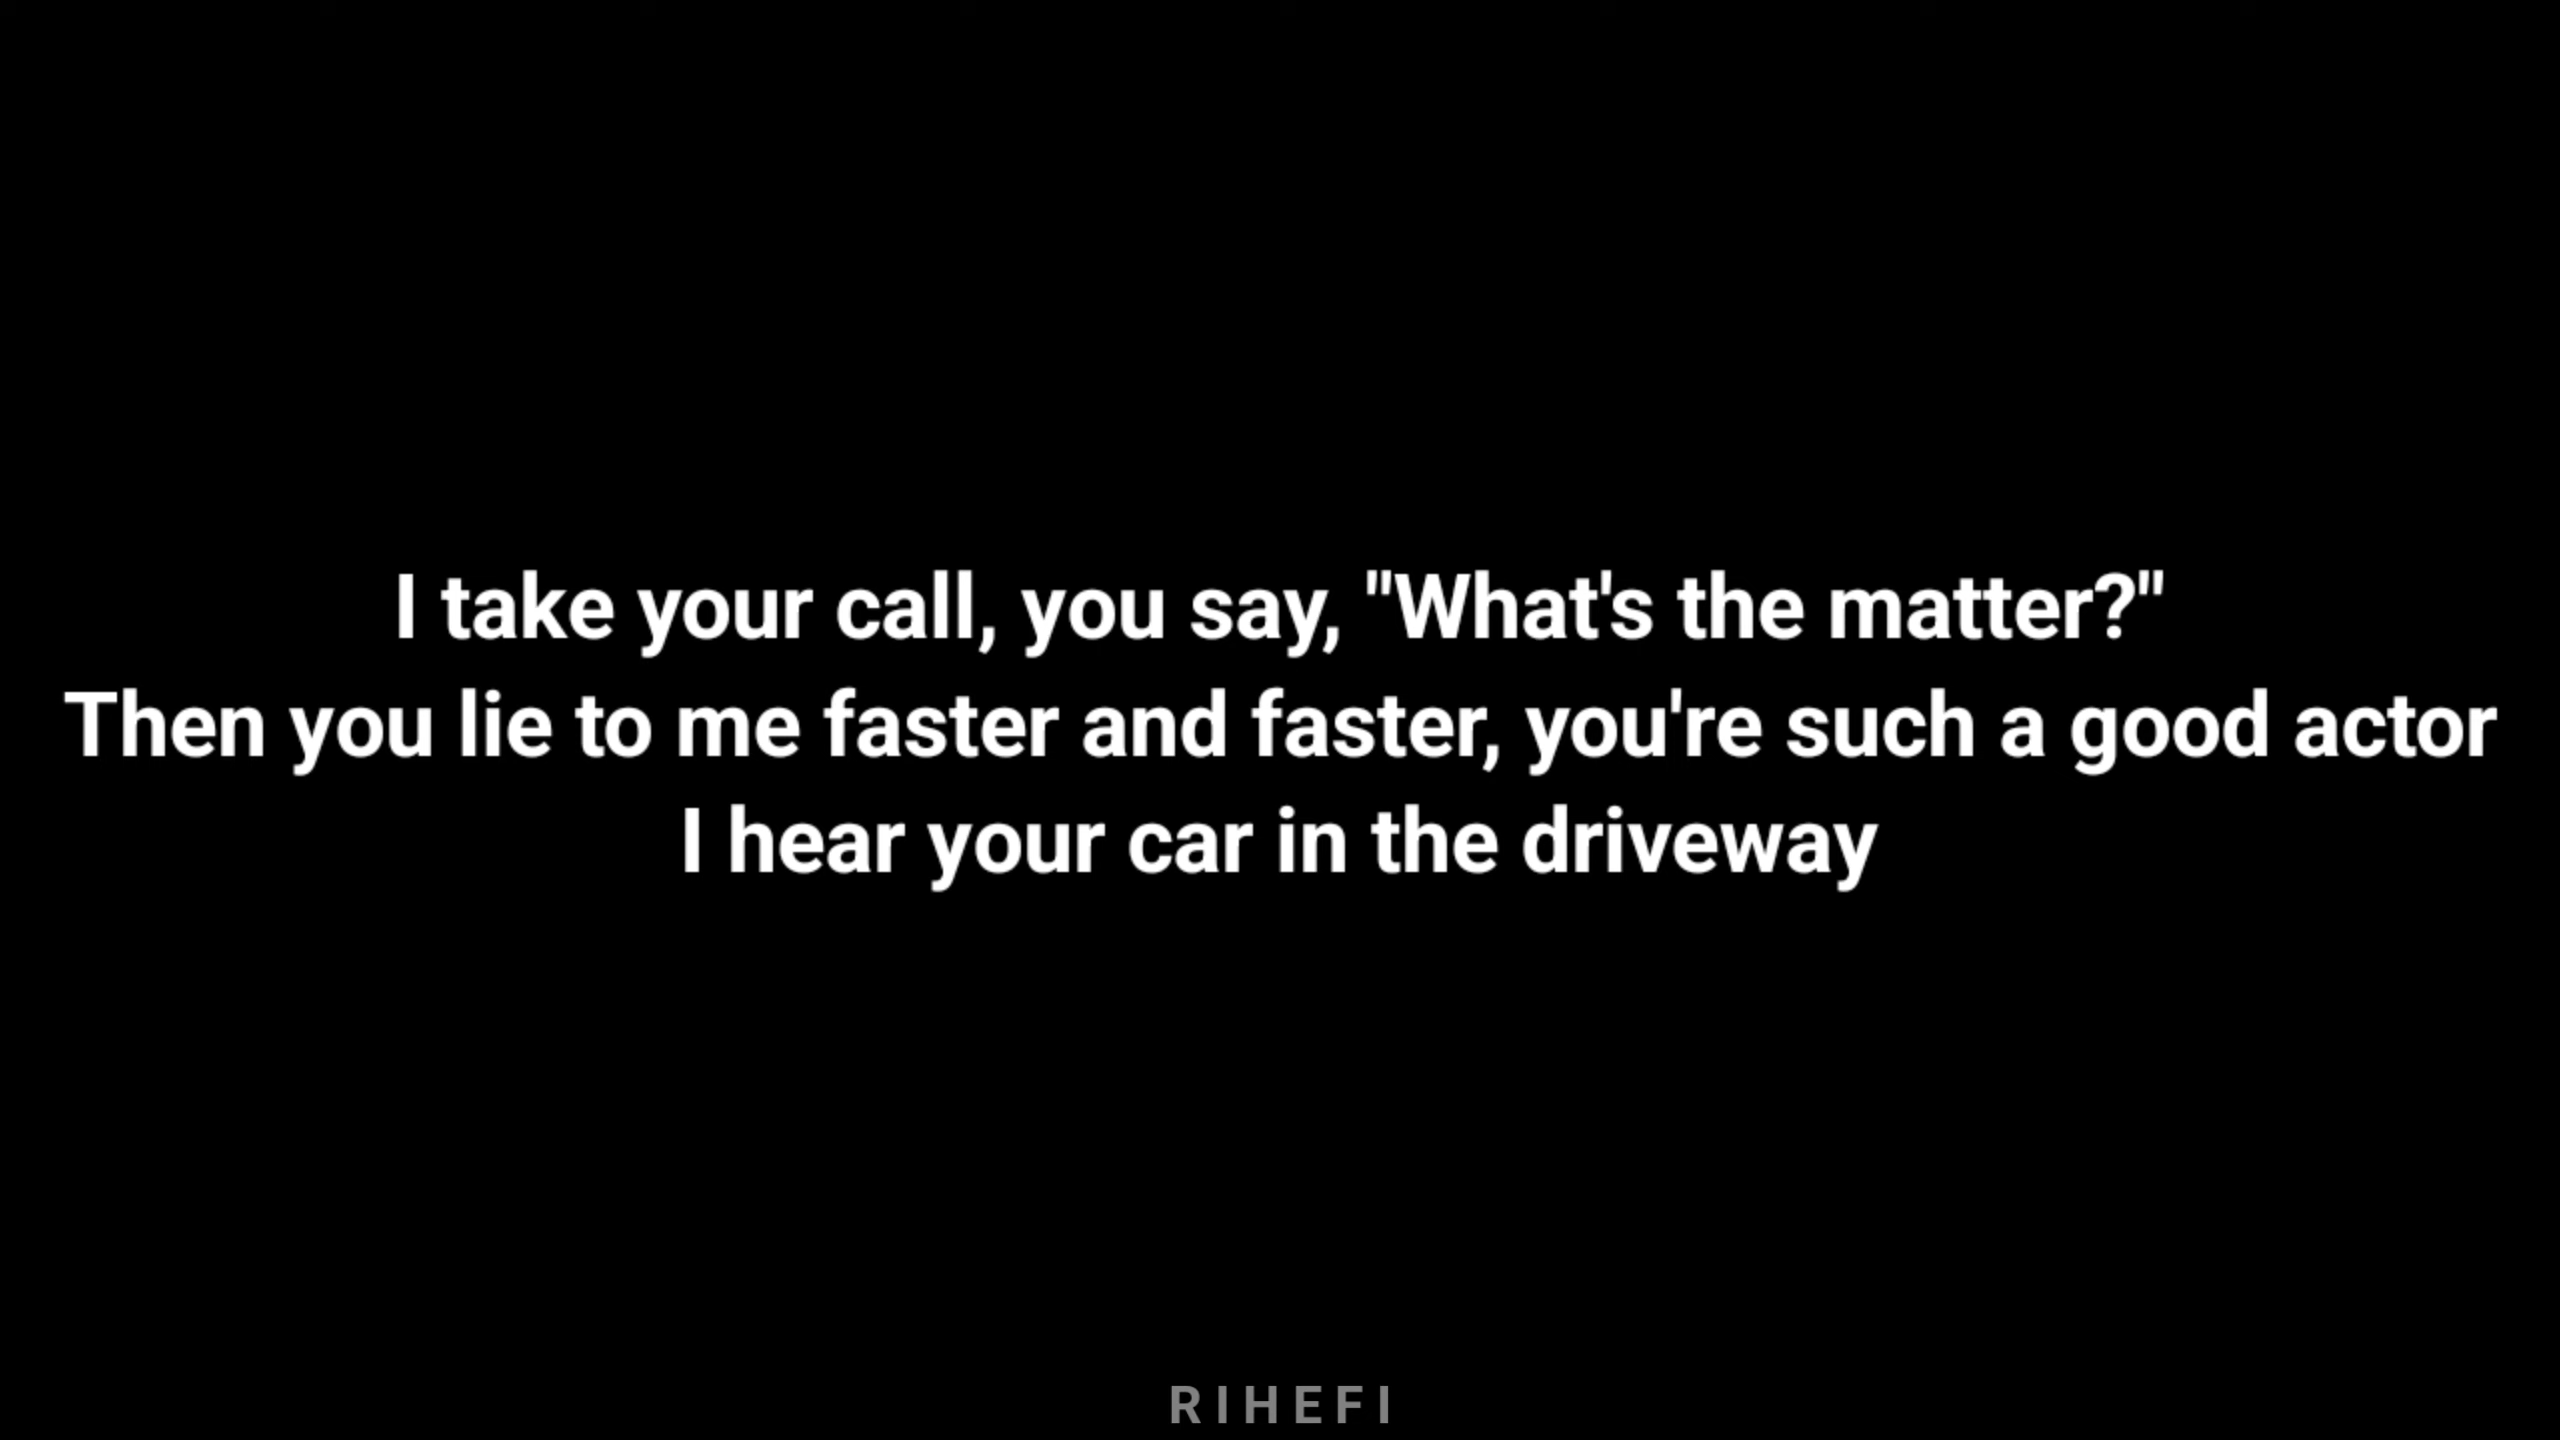 I take your call, you say, "What's the matter?"
Then you lie to me faster and faster, you're such a good actor
I hear your car in the driveway
RIHEFI